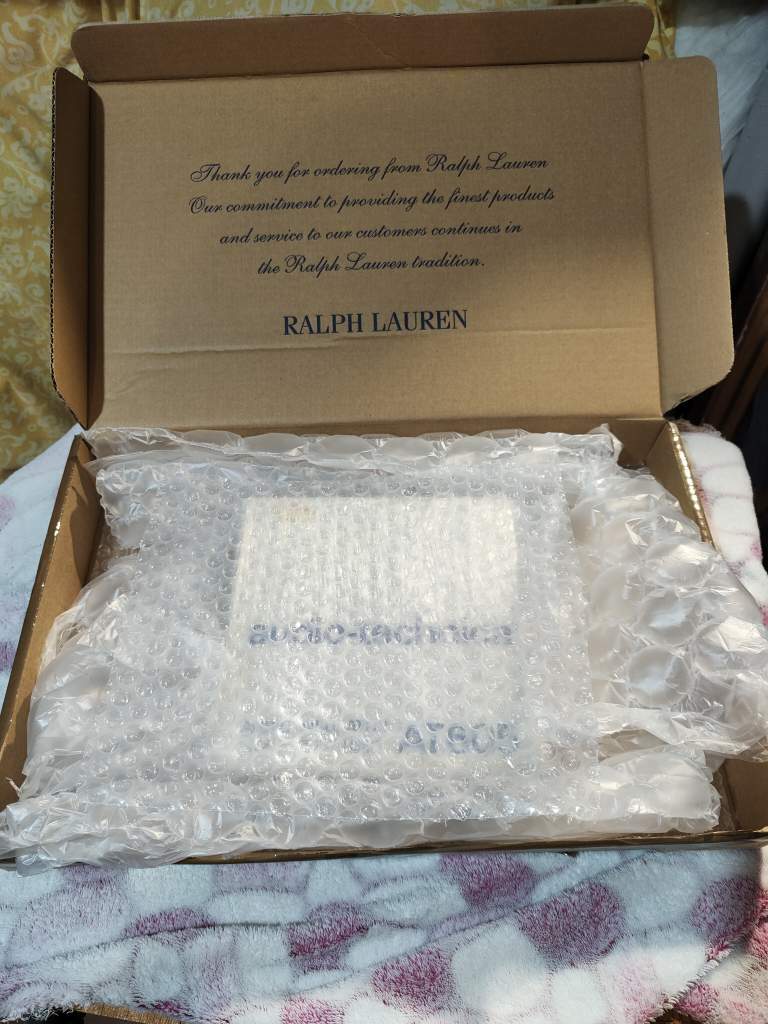 Thank you for ordering from Ralph Lauren
Our commitment to providing the finest products
and service to our customers continues in
the Ralph Lauren tradition.
RALPH LAUREN
audio-technica
AT605